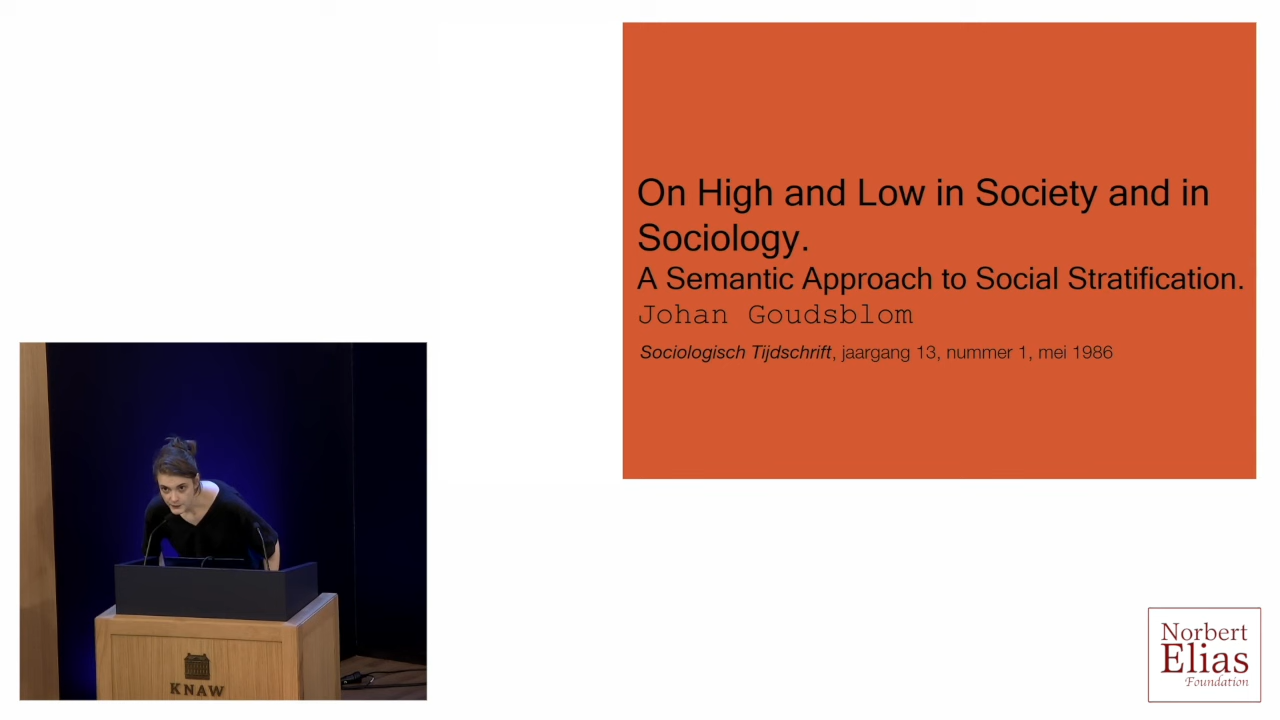 On High and Low in Society and in
Sociology.
A Semantic Approach to Social Stratification.
Johan Goudsblom
Sociologisch Tijdschrift, jaargang 13, nummer 1, mei 1986
KNAW
Norbert
Elias
Foundation